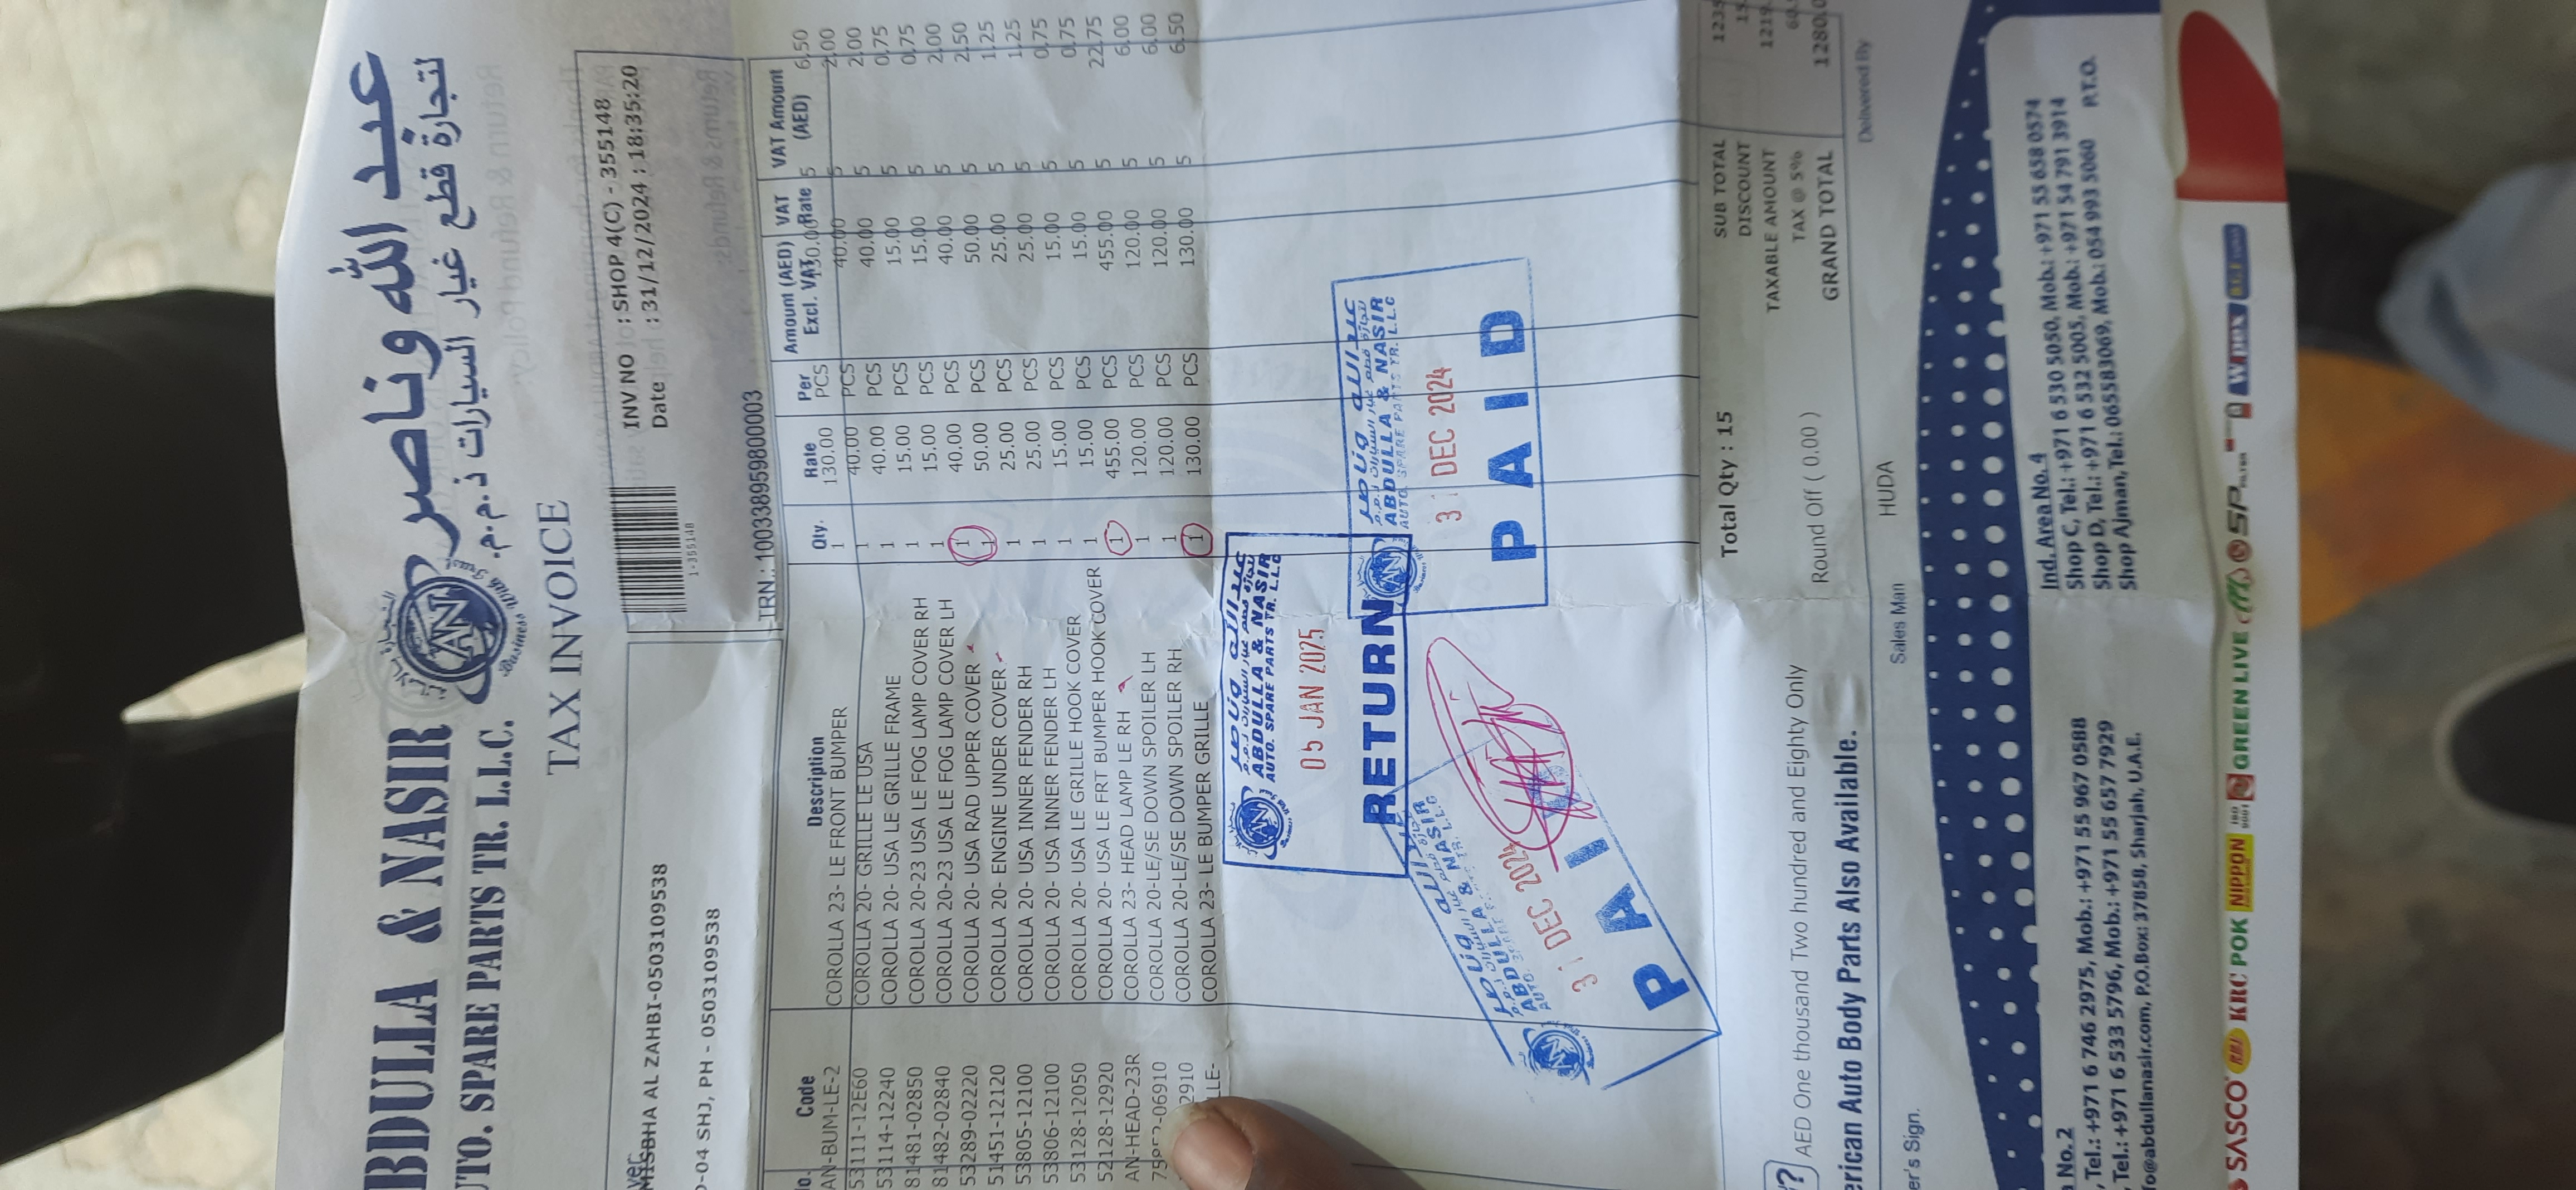 BDULLA & NASIR
عبد الله وناصر
UTO. SPARE PARTS TR. L.L.C.
لتجارة قطع غيار السيارات ذ.م.م.
AN
Business With Trust
TAX INVOICE
MISBHA AL ZAHBI-0503109538
-04 SHJ, PH - 0503109538
1-355148
INV NO : SHOP 4(C) - 355148
Date : 31/12/2024 ; 18:35:20
TRN.: 100338959800003
Code Description Qty. Rate Per Amount (AED) Excl. VAT VAT Rate VAT Amount (AED)
AN-BUM-LE-2 COROLLA 23- LE FRONT BUMPER 1 130.00 PCS 130.00 5 6.50
53111-12E60 COROLLA 20- GRILLE LE USA 1 40.00 PCS 40.00 5 2.00
53114-12240 COROLLA 20- USA LE GRILLE FRAME 1 40.00 PCS 40.00 5 2.00
81481-02850 COROLLA 20-23 USA LE FOG LAMP COVER RH 1 15.00 PCS 15.00 5 0.75
81482-02840 COROLLA 20-23 USA LE FOG LAMP COVER LH 1 15.00 PCS 15.00 5 0.75
53289-02220 COROLLA 20- USA RAD UPPER COVER 1 40.00 PCS 40.00 5 2.00
51451-12120 COROLLA 20- ENGINE UNDER COVER 1 50.00 PCS 50.00 5 2.50
53805-12100 COROLLA 20- USA INNER FENDER RH 1 25.00 PCS 25.00 5 1.25
53806-12100 COROLLA 20- USA INNER FENDER LH 1 25.00 PCS 25.00 5 1.25
53128-12050 COROLLA 20- USA LE GRILLE HOOK COVER 1 15.00 PCS 15.00 5 0.75
52128-12920 COROLLA 20- USA LE FRT BUMPER HOOK COVER 1 15.00 PCS 15.00 5 0.75
AN-HEAD-23R COROLLA 23- HEAD LAMP LE RH 1 455.00 PCS 455.00 5 22.75
-06910 COROLLA 20-LE/SE DOWN SPOILER LH 1 120.00 PCS 120.00 5 6.00
2910 COROLLA 20-LE/SE DOWN SPOILER RH 1 120.00 PCS 120.00 5 6.00
LLE- COROLLA 23- LE BUMPER GRILLE 1 130.00 PCS 130.00 5 6.50
ABDULLA & NASIR
AUTO. SPARE PARTS TR. L.L.C
05 JAN 2025
RETURN
ABDULLA & NASIR
AUTO. SPARE PARTS TR. L.L.C
DEC 2024
PAID
ABDULLA & NASIR
DEC 2024
PAI
Total Qty : 15
SUB TOTAL
DISCOUNT
TAXABLE AMOUNT
TAX @ 5%
AED One thousand Two hundred and Eighty Only
Round Off ( 0.00 )
GRAND TOTAL 1280.0
erican Auto Body Parts Also Available.
er's Sign.
Sales Man HUDA
Delivered By
No. 2
, Tel.: +971 6 746 2975, Mob.: +971 55 967 0588
Tel.: +971 6 533 5796, Mob.: +971 55 657 7929
fo@abdullanasir.com, P.O.Box: 37858, Sharjah, U.A.E.
Ind. Area No. 4
Shop C, Tel.: +971 6 530 5050, Mob.: +971 55 658 0574
Shop D, Tel.: +971 6 532 5005, Mob.: +971 54 791 3914
Shop Ajman, Tel.: 065583069, Mob.: 054 993 5060
P.T.O.
SASCO KRC POK NIPPON GREEN LIVE SP